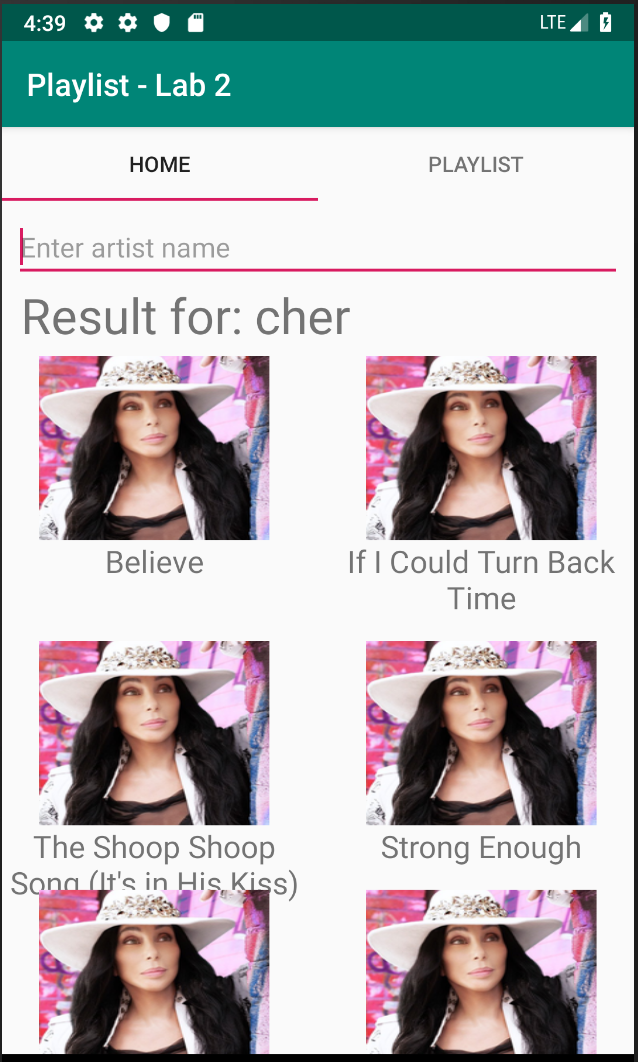 4:39 LTE
Playlist - Lab 2
HOME PLAYLIST
Enter artist name
Result for: cher
Believe
If I Could Turn Back
Time
The Shoop Shoop
Song (It's in His Kiss)
Strong Enough